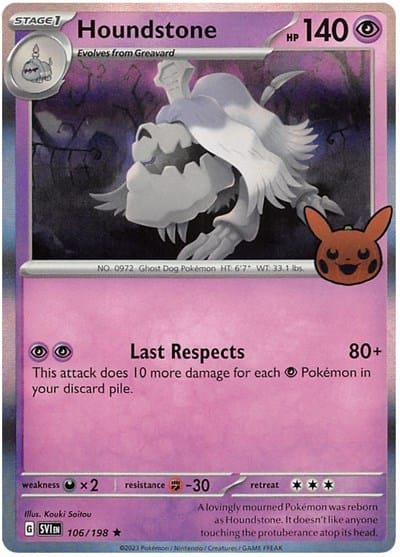 STAGE 1
Houndstone
HP 140
Evolves from Greavard
NO. 0972 Ghost Dog Pokémon HT: 6'7" WT: 33.1 lbs.
Last Respects 80+
This attack does 10 more damage for each Pokémon in
your discard pile.
weakness ×2 resistance -30 retreat
Illus. Kouki Saitou
G SVI EN 106/198 ★
A lovingly mourned Pokémon was reborn
as Houndstone. It doesn't like anyone
touching the protuberance atop its head.
©2023 Pokémon / Nintendo / Creatures / GAME FREAK